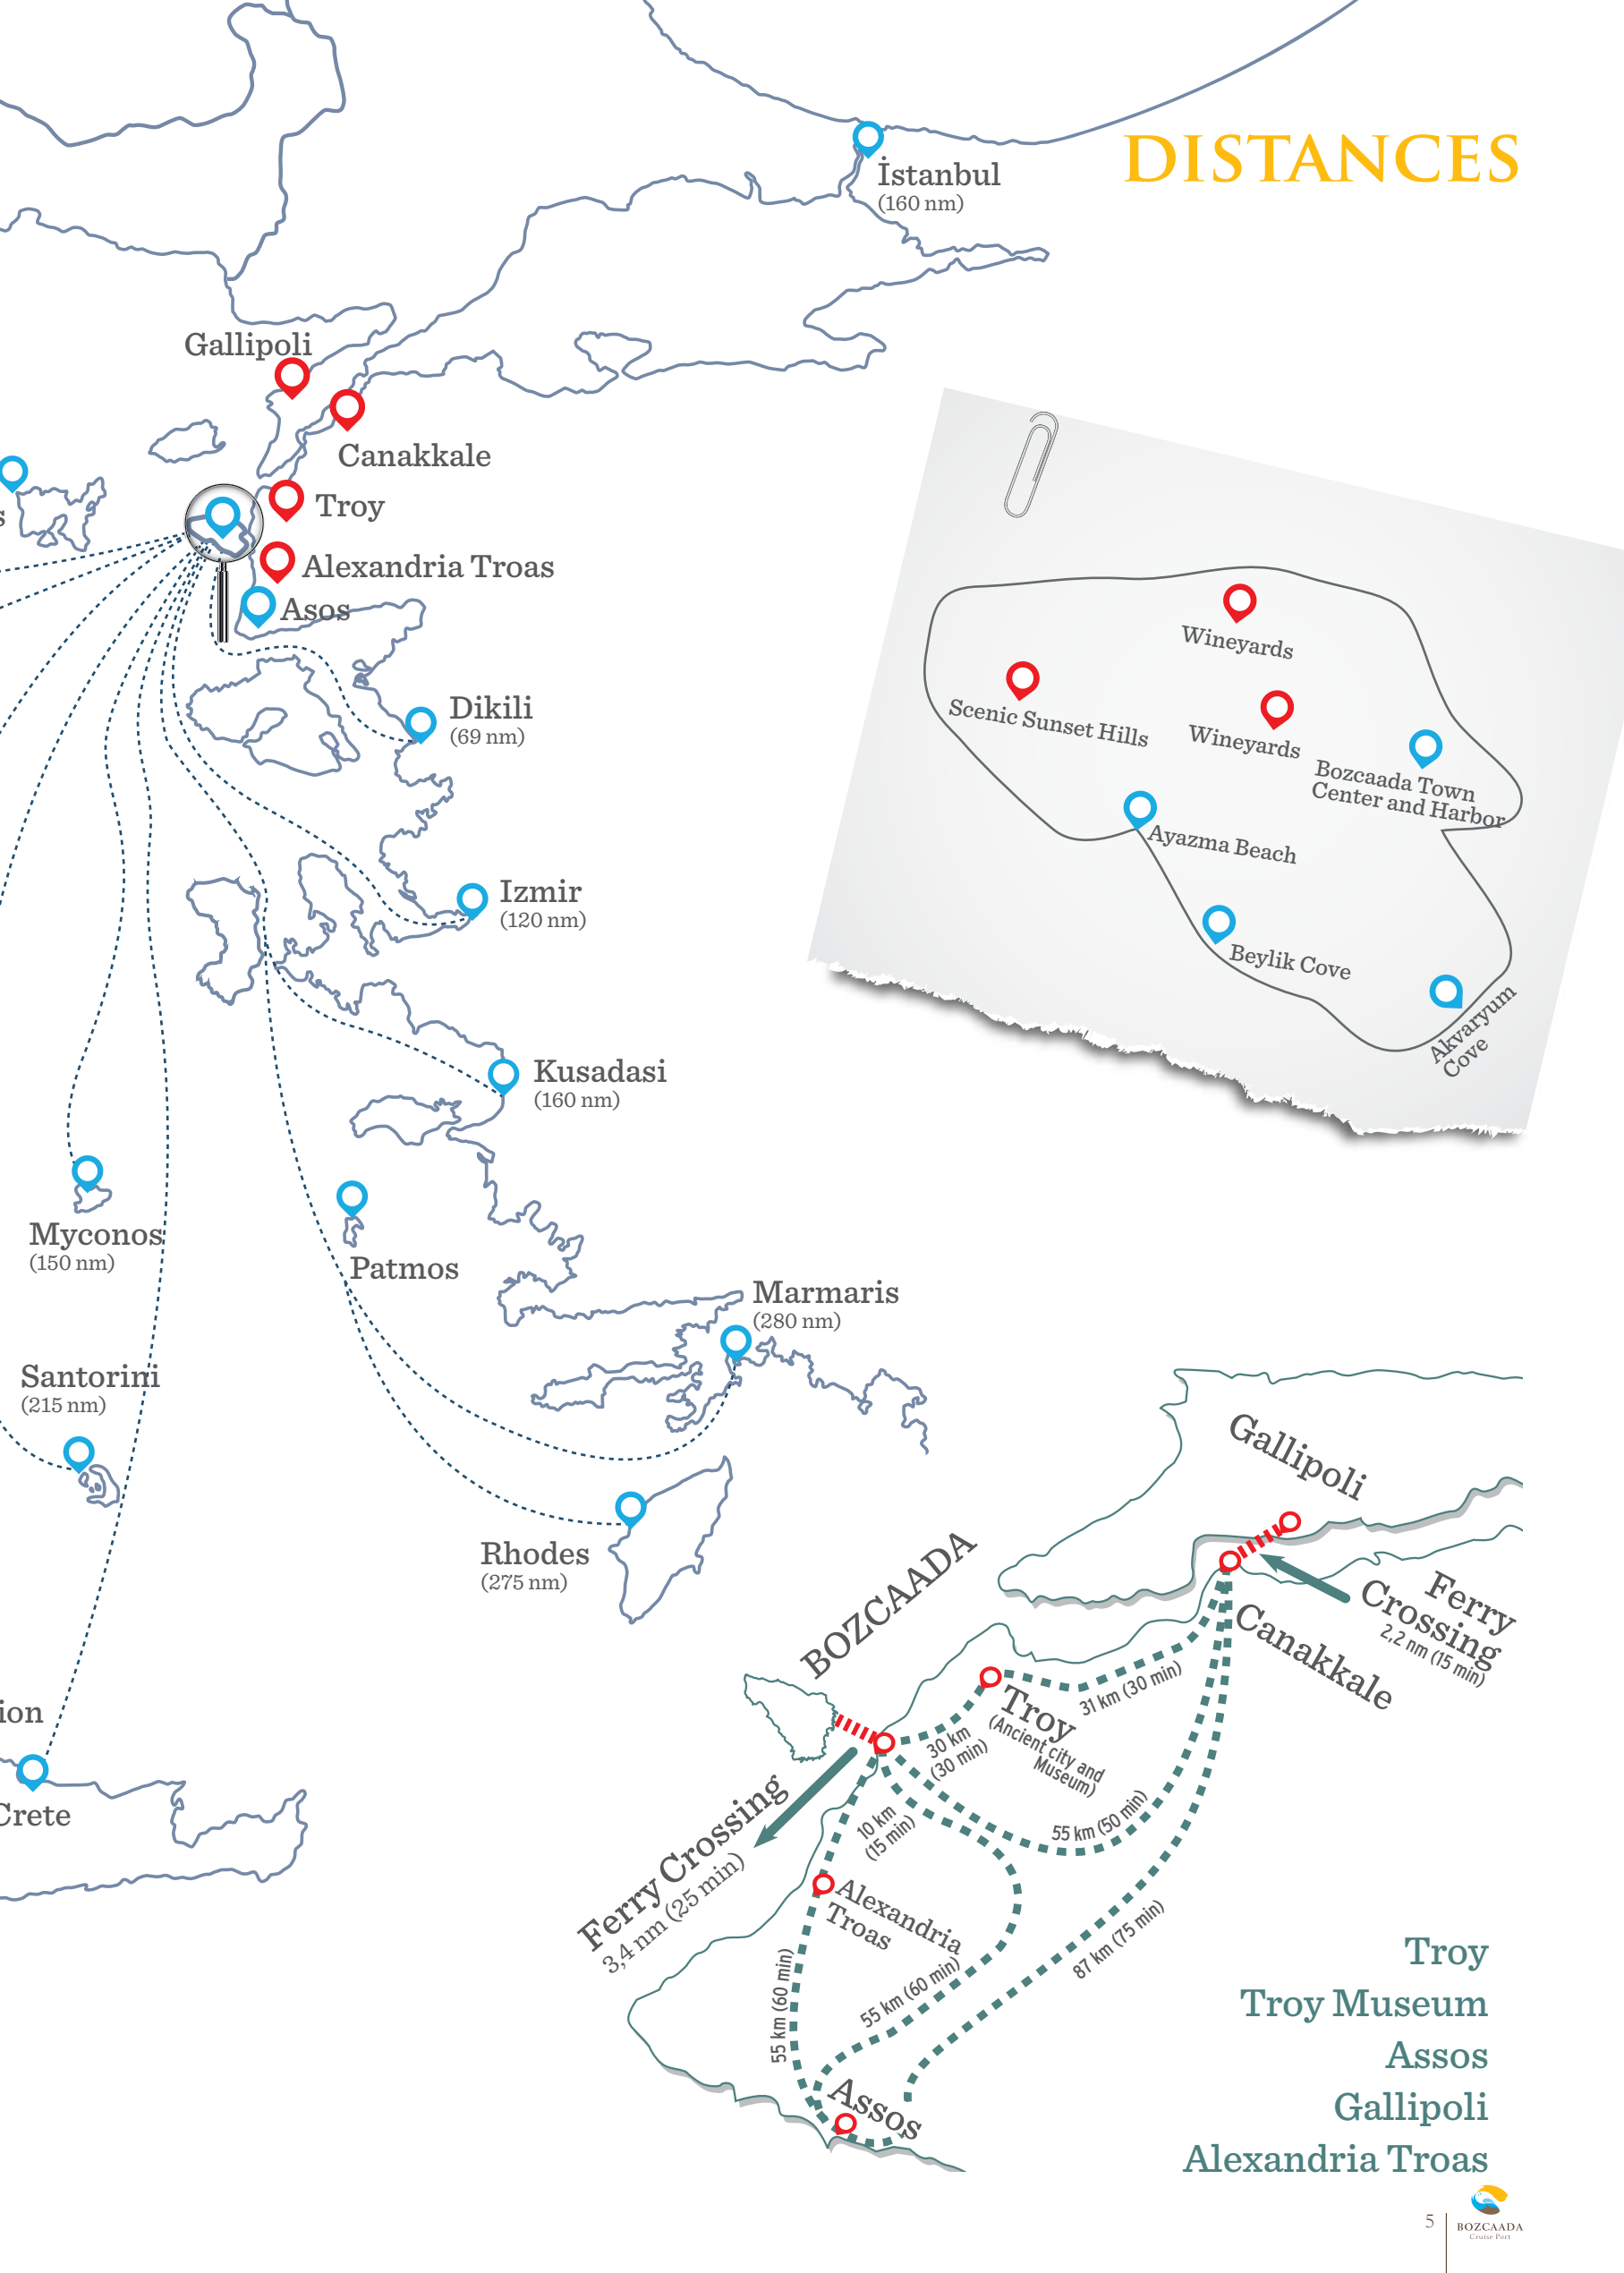 DISTANCES
İstanbul
(160 nm)
Gallipoli
Canakkale
Troy
Alexandria Troas
Asos
Dikili
(69 nm)
Izmir
(120 nm)
Kusadasi
(160 nm)
Myconos
(150 nm)
Patmos
Marmaris
(280 nm)
Santorini
(215 nm)
Rhodes
(275 nm)
ion
Crete
s
Wineyards
Scenic Sunset Hills
Wineyards
Bozcaada Town
Center and Harbor
Ayazma Beach
Beylik Cove
Akvaryum
Cove
Gallipoli
Ferry
Crossing
2,2 nm (15 min)
Canakkale
BOZCAADA
31 km (30 min)
Troy
(Ancient city and
Museum)
30 km
(30 min)
Ferry Crossing
3,4 nm (25 min)
10 km
(15 min)
55 km (50 min)
Alexandria
Troas
55 km (60 min)
55 km (60 min)
87 km (75 min)
Assos
Troy
Troy Museum
Assos
Gallipoli
Alexandria Troas
5
BOZCAADA
Cruise Port